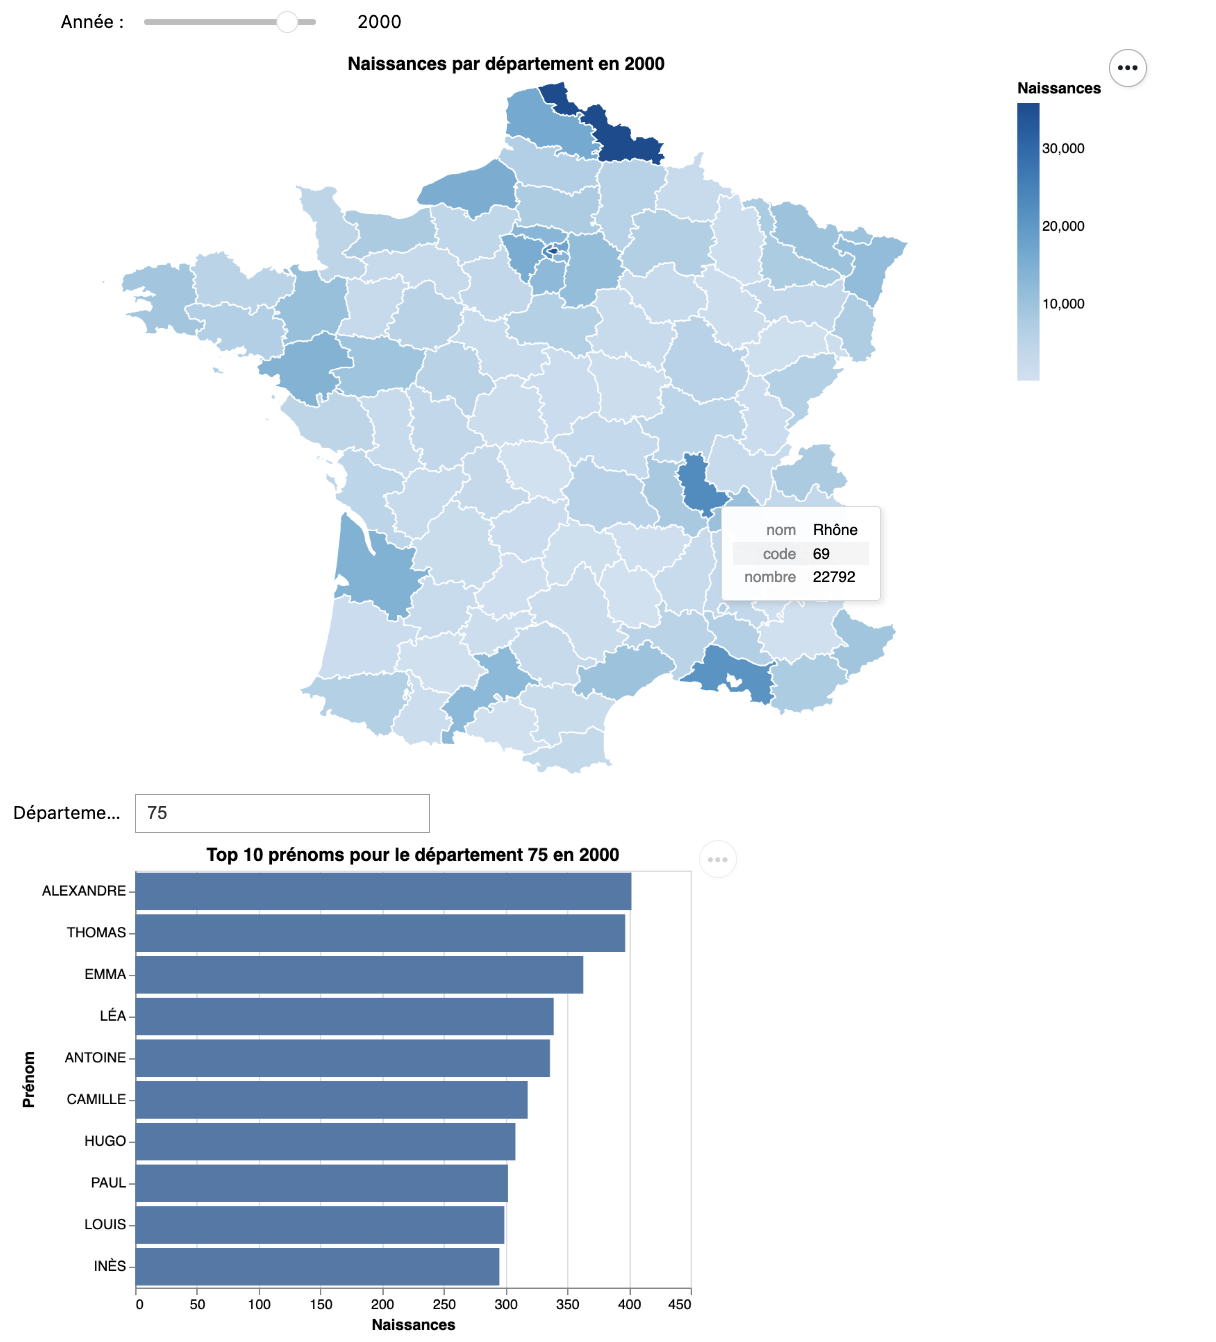 Année : 2000
Naissances par département en 2000
Naissances
30,000
20,000
10,000
nom Rhône
code 69
nombre 22792
Départeme... 75
Top 10 prénoms pour le département 75 en 2000
Prénom
ALEXANDRE
THOMAS
EMMA
LÉA
ANTOINE
CAMILLE
HUGO
PAUL
LOUIS
INÈS
0 50 100 150 200 250 300 350 400 450
Naissances